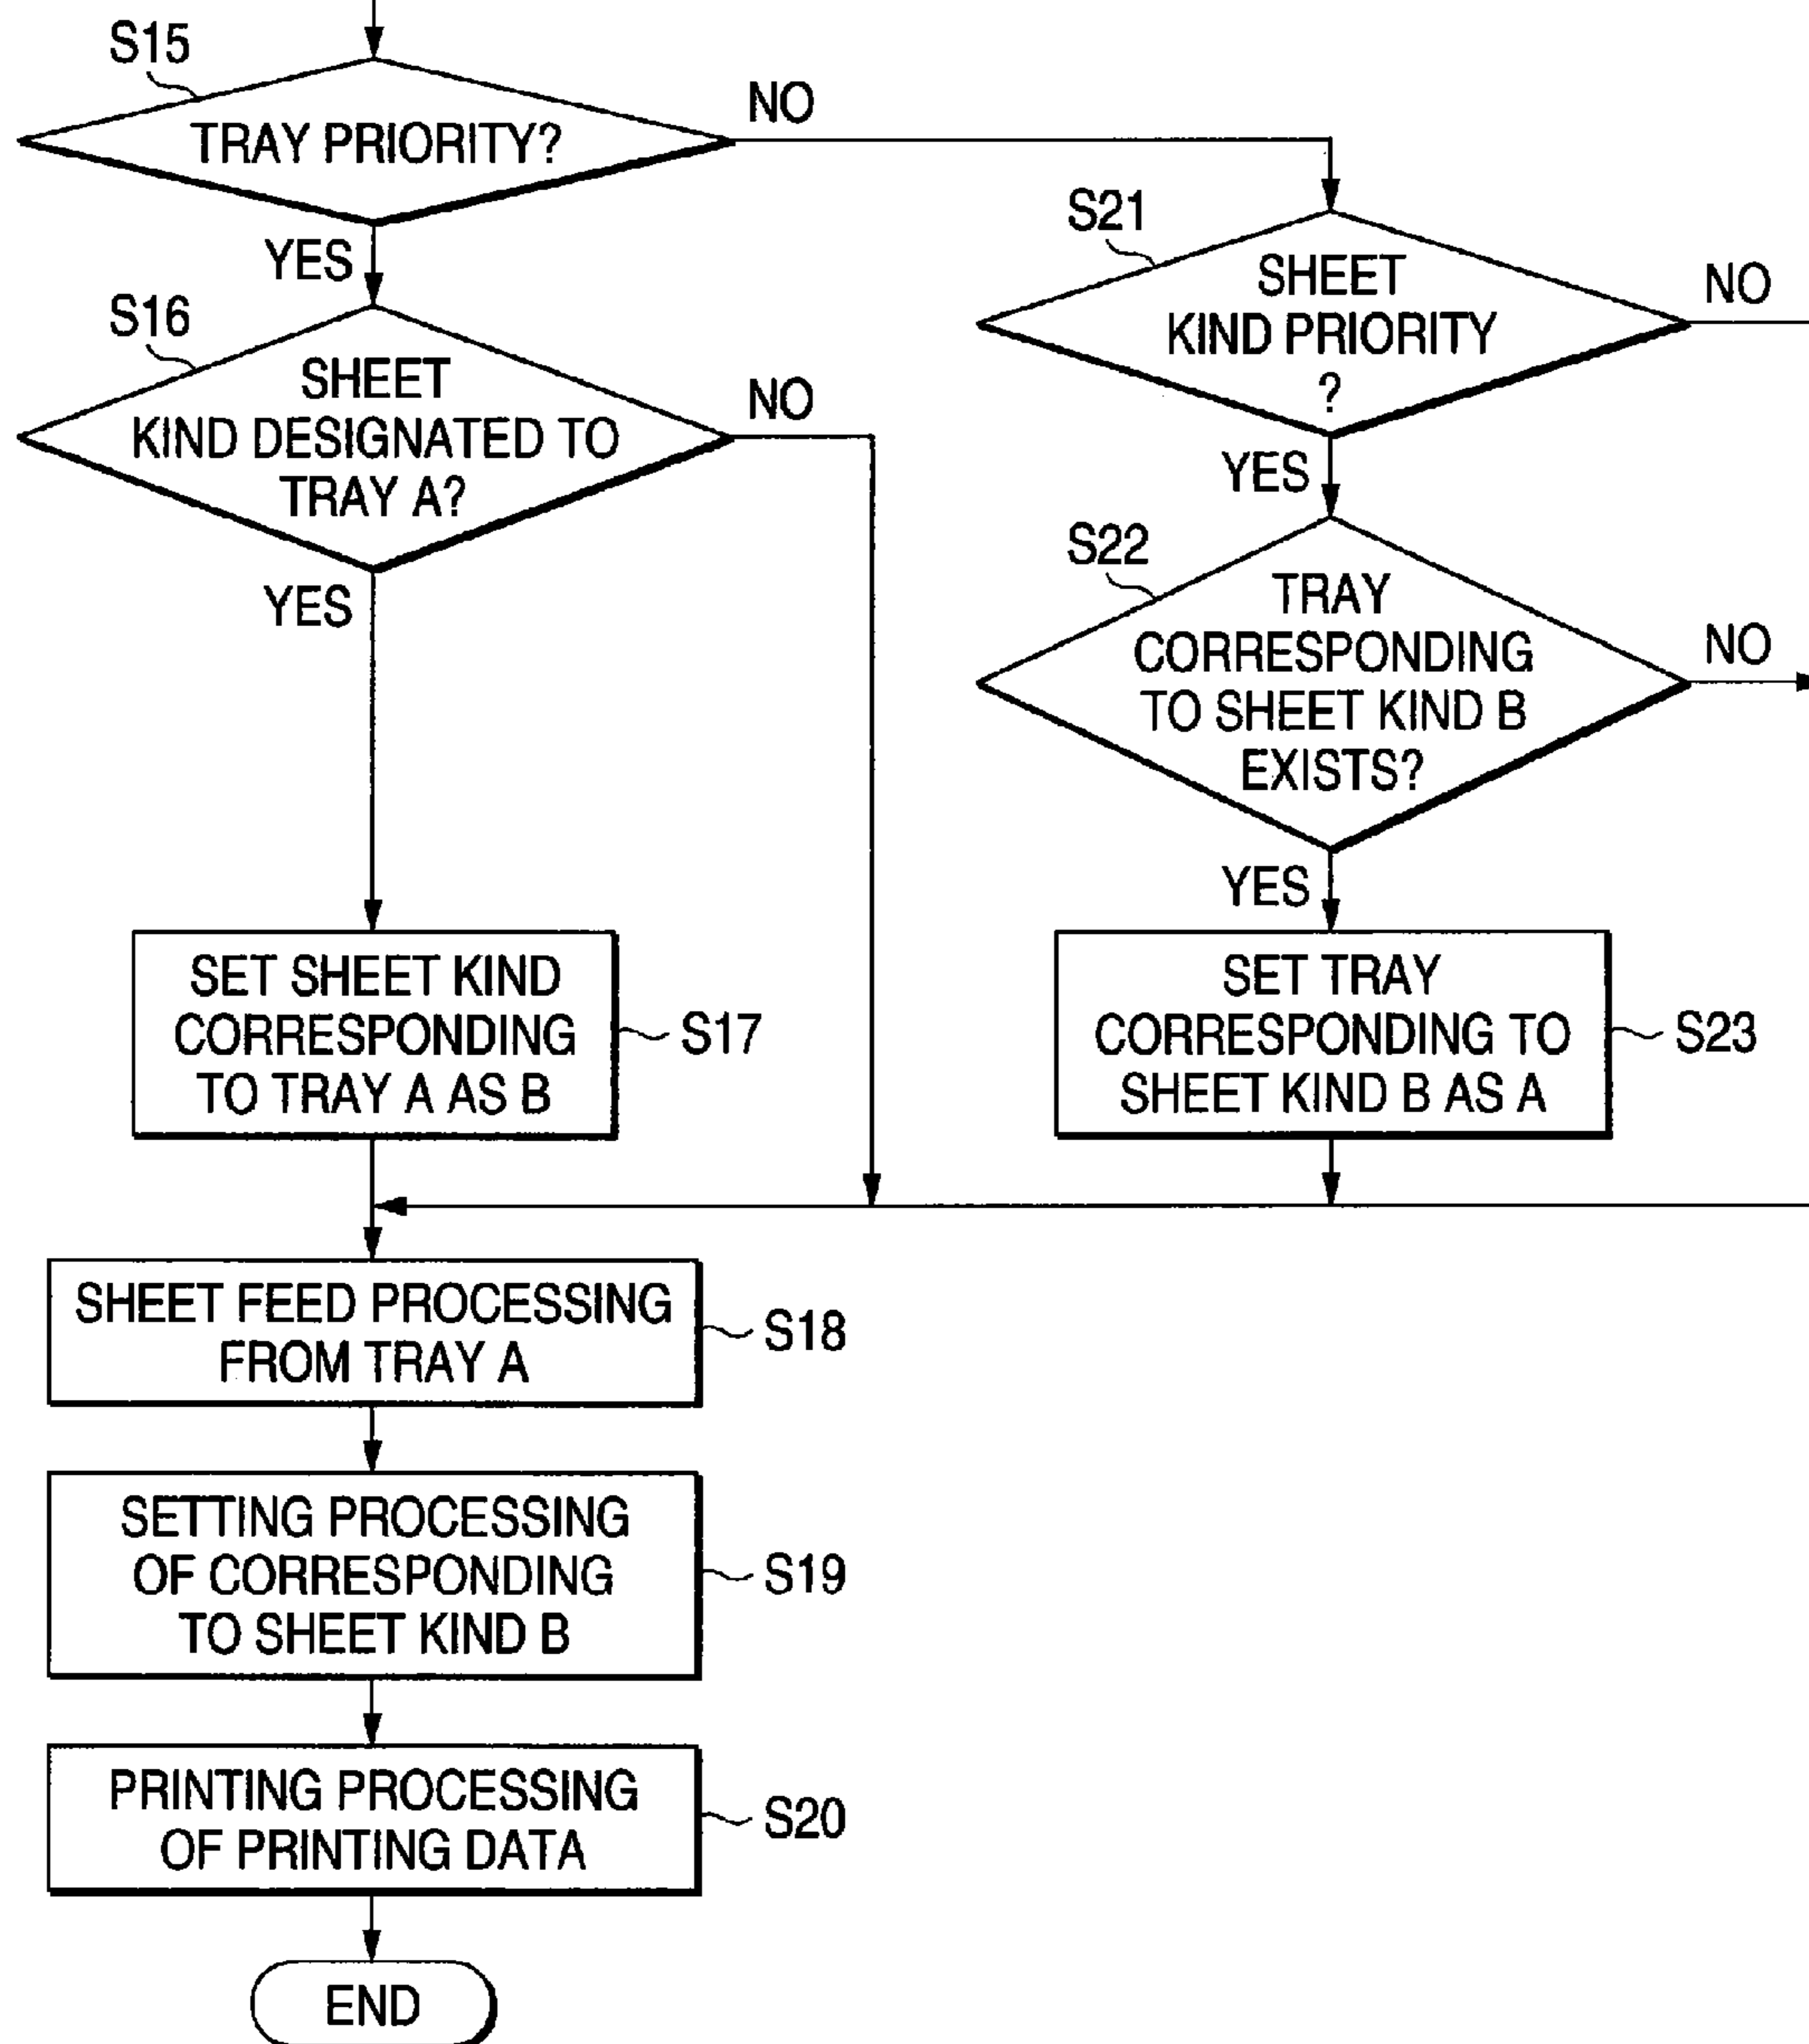 S15
TRAY PRIORITY?
NO
YES
S16
SHEET
KIND DESIGNATED TO
TRAY A?
NO
YES
SET SHEET KIND
CORRESPONDING
TO TRAY A AS B
S17
S21
SHEET
KIND PRIORITY
?
NO
YES
S22
TRAY
CORRESPONDING
TO SHEET KIND B
EXISTS?
NO
YES
SET TRAY
CORRESPONDING TO
SHEET KIND B AS A
S23
SHEET FEED PROCESSING
FROM TRAY A
S18
SETTING PROCESSING
OF CORRESPONDING
TO SHEET KIND B
S19
PRINTING PROCESSING
OF PRINTING DATA
S20
END